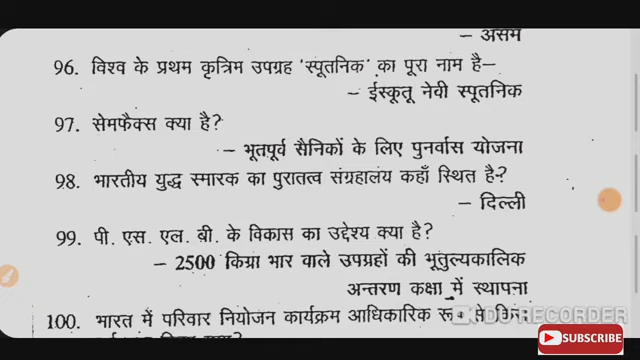 – असम
96. विश्व के प्रथम कृत्रिम उपग्रह 'स्पूतनिक' का पूरा नाम है–
– ईस्कूतू नेवी स्पूतनिक
97. सेमफैक्स क्या है?
– भूतपूर्व सैनिकों के लिए पुनर्वास योजना
98. भारतीय युद्ध स्मारक का पुरातत्व संग्रहालय कहाँ स्थित है?
– दिल्ली
99. पी. एस. एल. वी. के विकास का उद्देश्य क्या है?
– 2500 किग्रा भार वाले उपग्रहों की भूतुल्यकालिक
अन्तरण कक्षा में स्थापना
100. भारत में परिवार नियोजन कार्यक्रम आधिकारिक
RECORDER
SUBSCRIBE